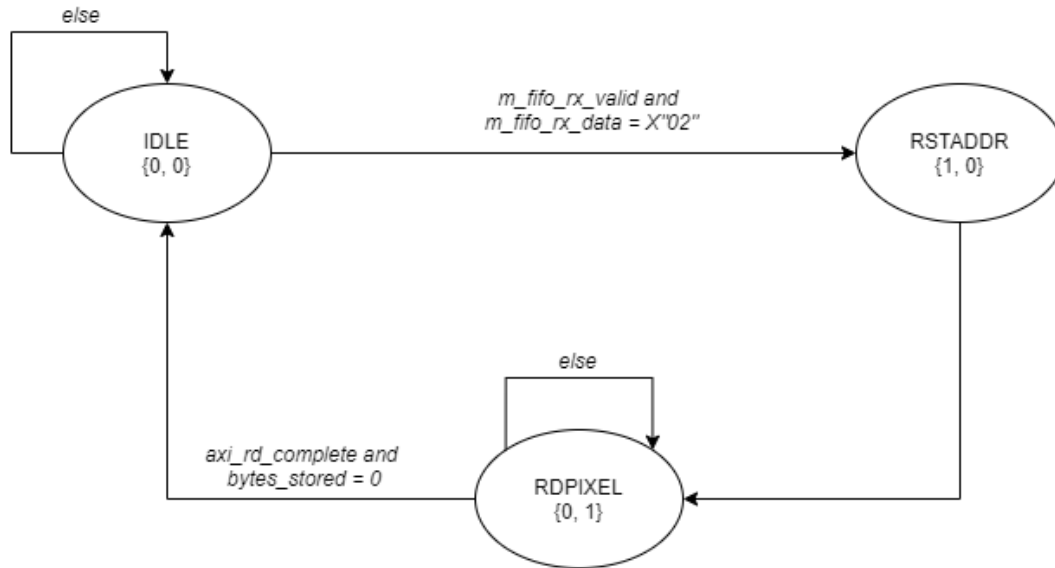 else
IDLE
{0, 0}
m_fifo_rx_valid and
m_fifo_rx_data = X"02"
RSTADDR
{1, 0}
else
axi_rd_complete and
bytes_stored = 0
RDPIXEL
{0, 1}